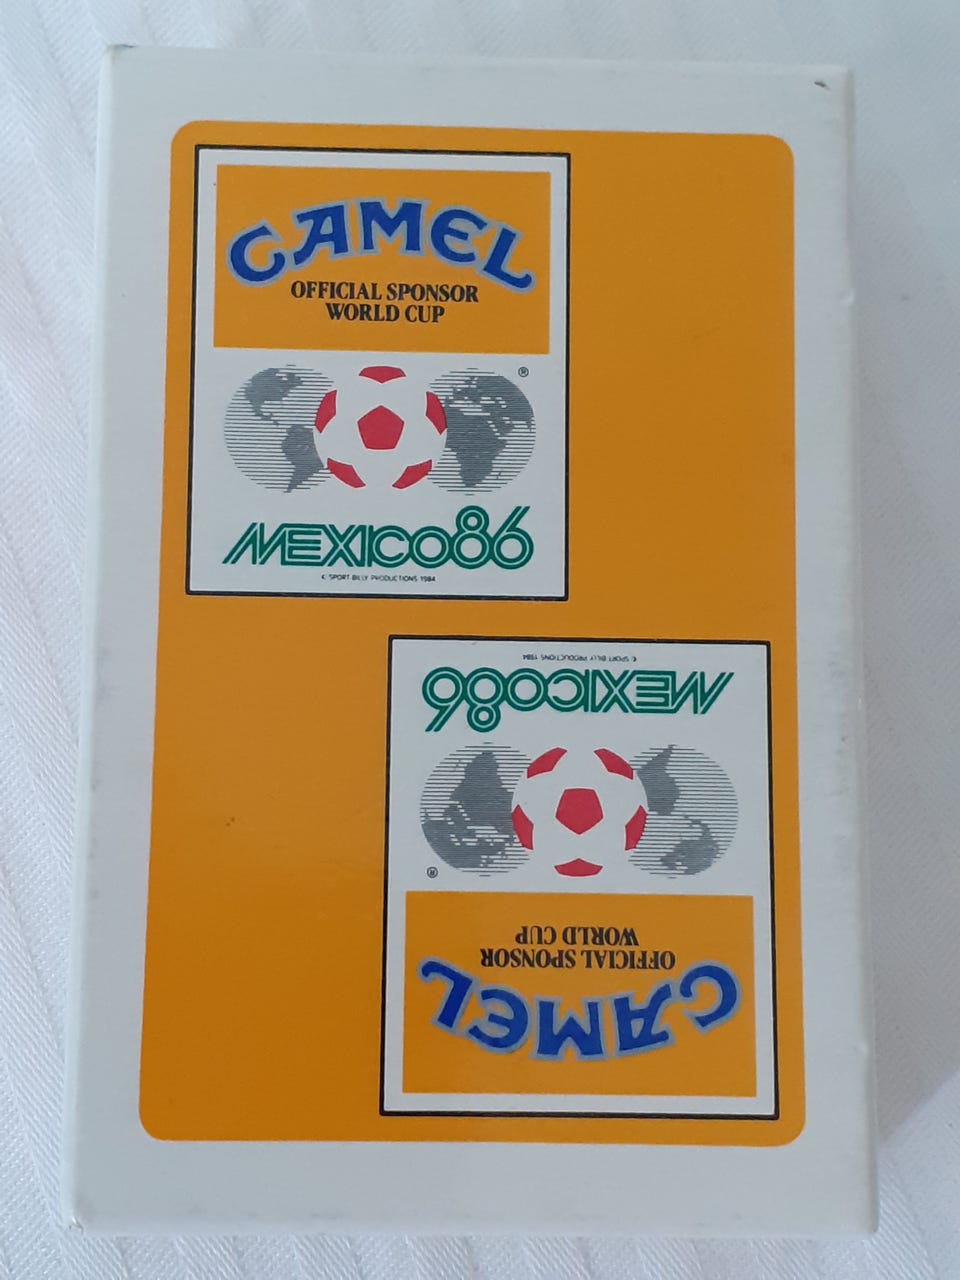 CAMEL
OFFICIAL SPONSOR
WORLD CUP
®
MEXICO86
© SPORT BILLY PRODUCTIONS 1984
CAMEL
OFFICIAL SPONSOR
WORLD CUP
®
MEXICO86
© SPORT BILLY PRODUCTIONS 1984